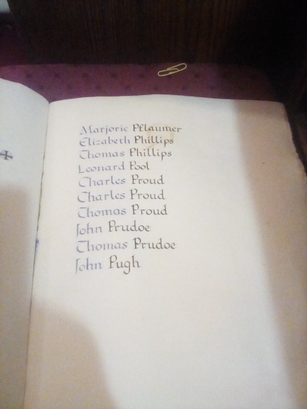 Marjorie Pflaumer
Elizabeth Phillips
Thomas Phillips
Leonard Pool
Charles Proud
Charles Proud
Thomas Proud
John Prudoe
Thomas Prudoe
John Pugh